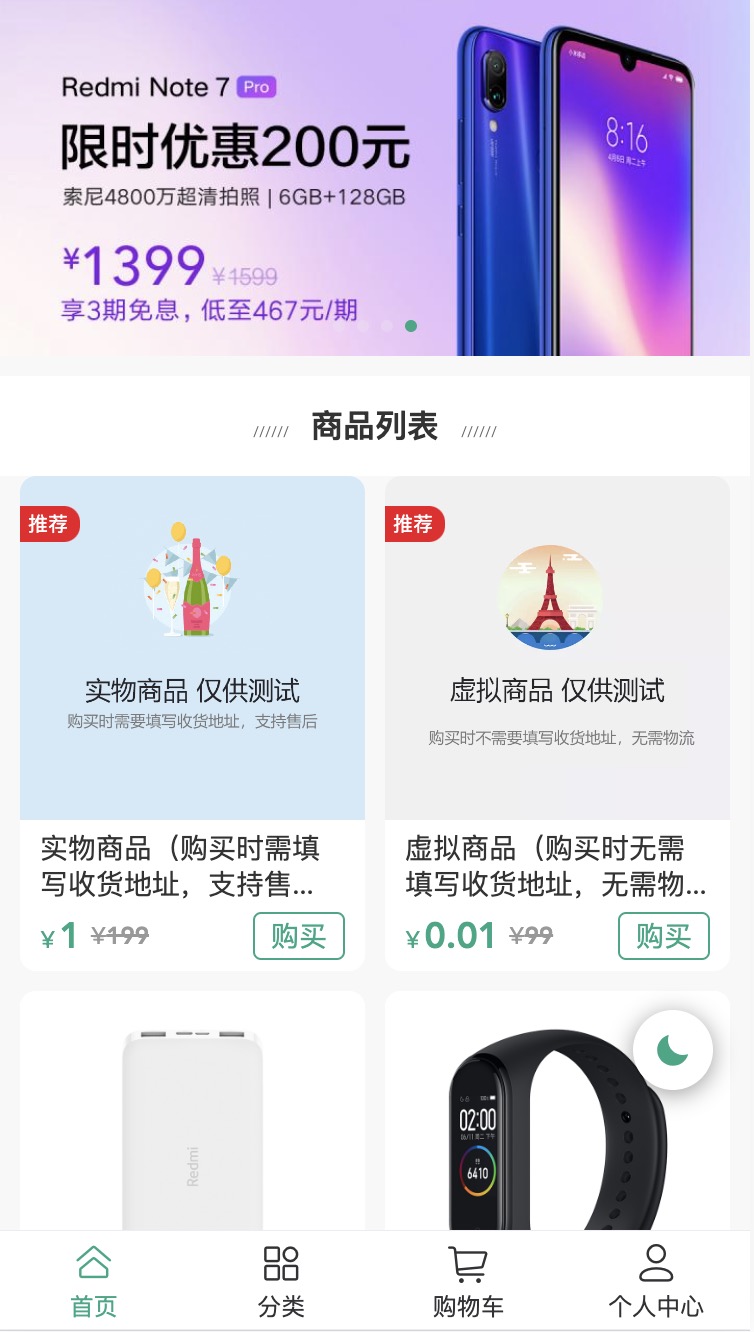 Redmi Note 7 Pro
限时优惠200元
索尼4800万超清拍照 | 6GB+128GB
¥1399 ¥1599
享3期免息，低至467元/期
8:16
////// 商品列表 //////
推荐
实物商品 仅供测试
购买时需要填写收货地址，支持售后
推荐
虚拟商品 仅供测试
购买时不需要填写收货地址，无需物流
实物商品（购买时需填
写收货地址，支持售...
¥1 ¥199 购买
虚拟商品（购买时无需
填写收货地址，无需物...
¥0.01 ¥99 购买
Redmi
02:00
06/11 周二 下午
6410
首页
分类
购物车
个人中心